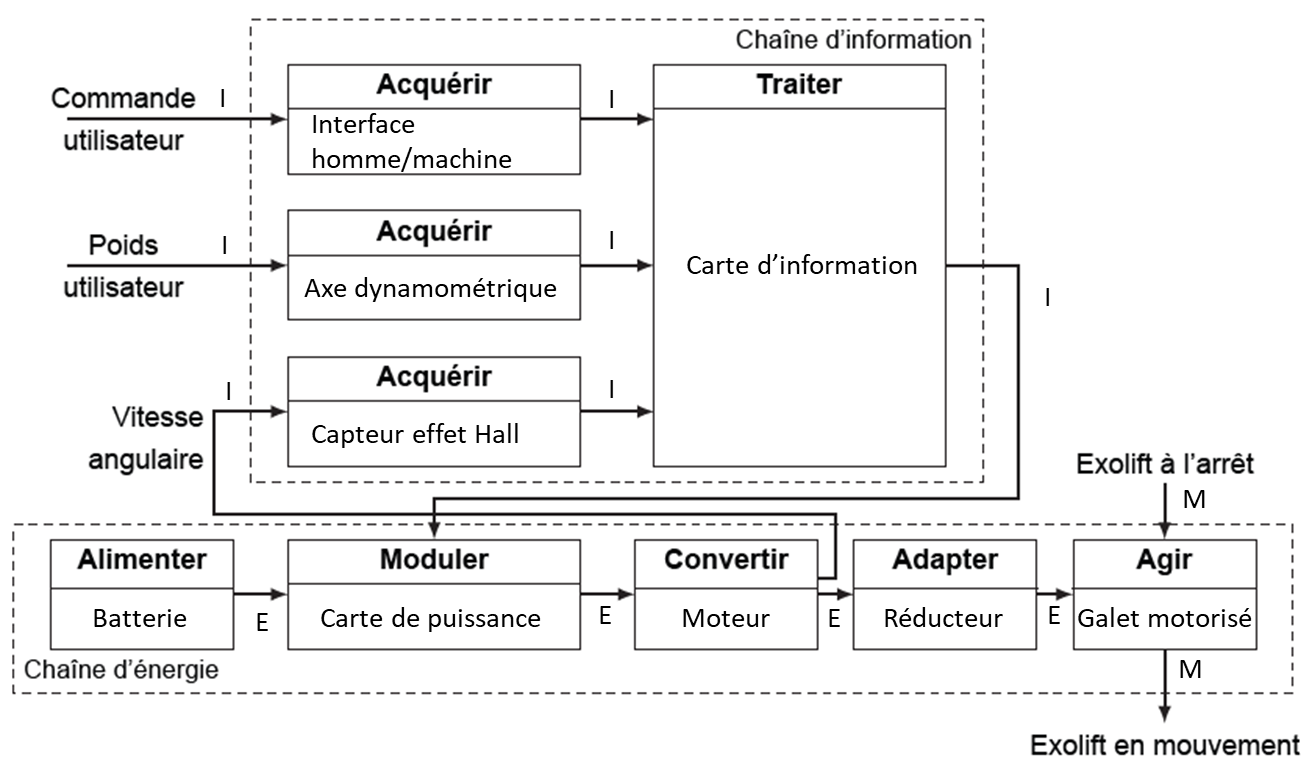 Chaîne d’information
Commande I
utilisateur
Acquérir
Interface
homme/machine
I
Traiter
Carte d’information
Poids I
utilisateur
Acquérir
Axe dynamométrique
I
I
Vitesse
angulaire
I
Acquérir
Capteur effet Hall
I
Exolift à l’arrêt
M
Alimenter
Batterie
E
Moduler
Carte de puissance
E
Convertir
Moteur
E
Adapter
Réducteur
E
Agir
Galet motorisé
Chaîne d’énergie
M
Exolift en mouvement